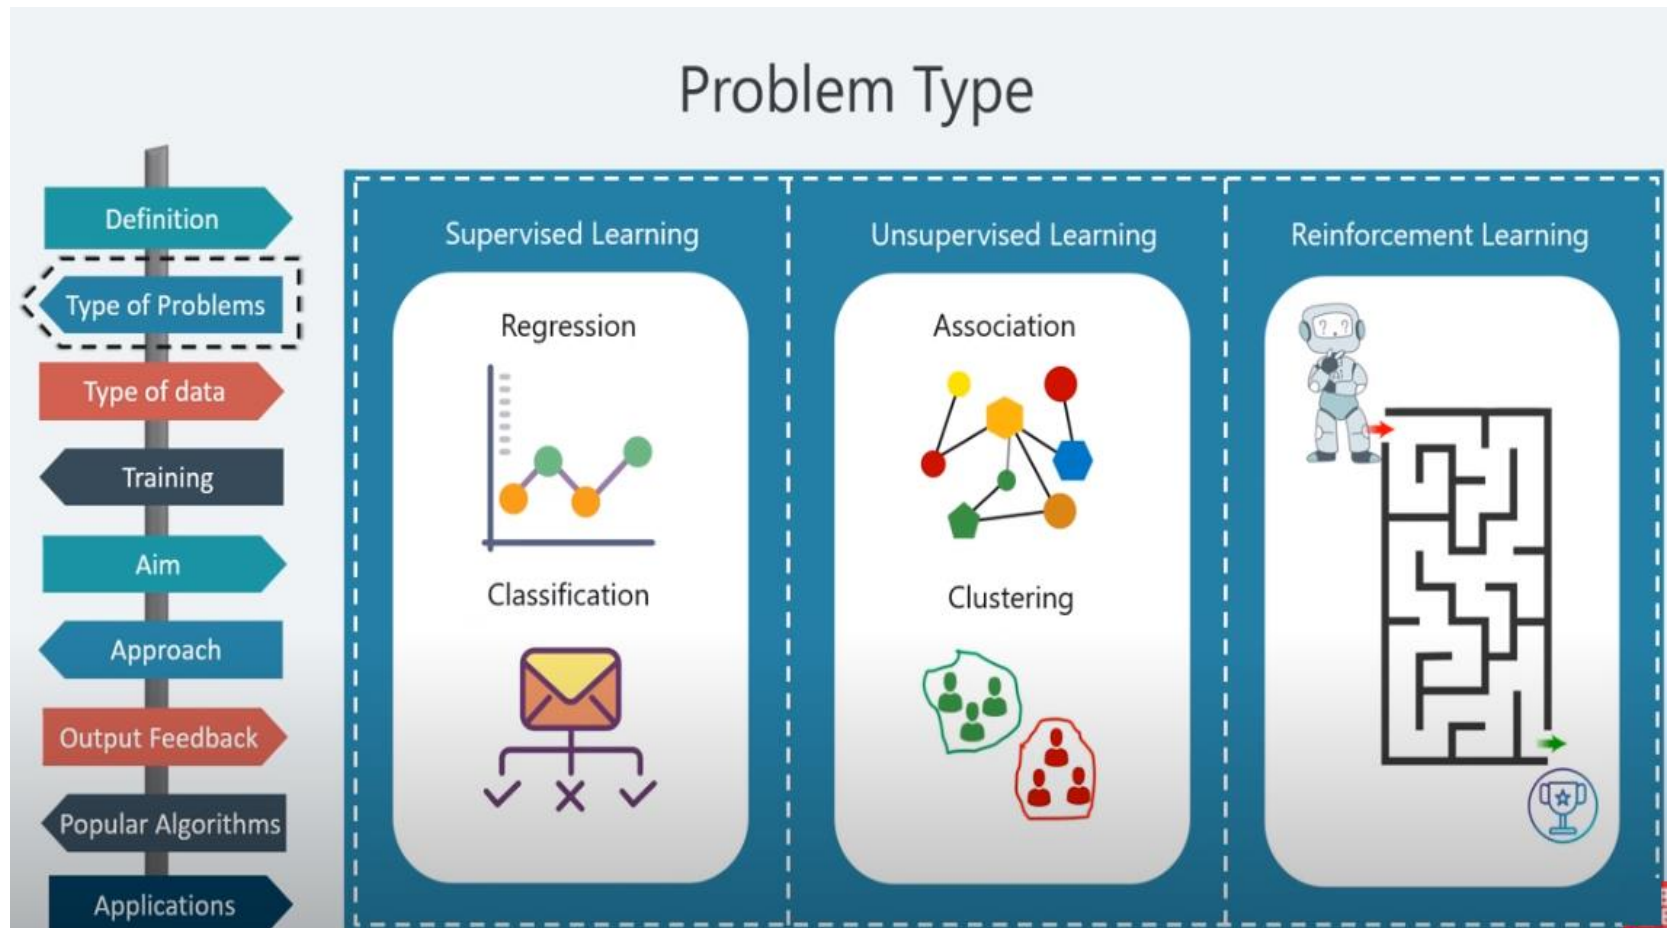 Problem Type
Definition
Type of Problems
Type of data
Training
Aim
Approach
Output Feedback
Popular Algorithms
Applications
Supervised Learning
Regression
Classification
Unsupervised Learning
Association
Clustering
Reinforcement Learning
? ?